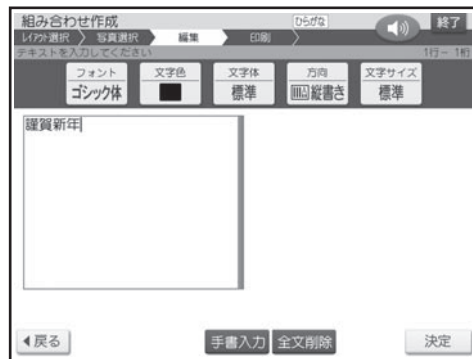 組み合わせ作成
ひらがな
終了
レイアウト選択 写真選択 編集 印刷
テキストを入力してください
1行- 1桁
フォント 文字色 文字体 方向 文字サイズ
ゴシック体 標準 縦書き 標準
謹賀新年
戻る 手書入力 全文削除 決定